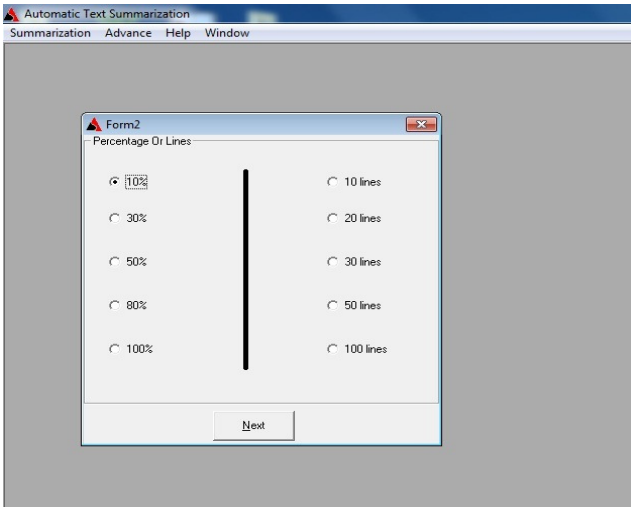 Automatic Text Summarization
Summarization Advance Help Window
Form2
Percentage Or Lines
10% 10 lines
30% 20 lines
50% 30 lines
80% 50 lines
100% 100 lines
Next